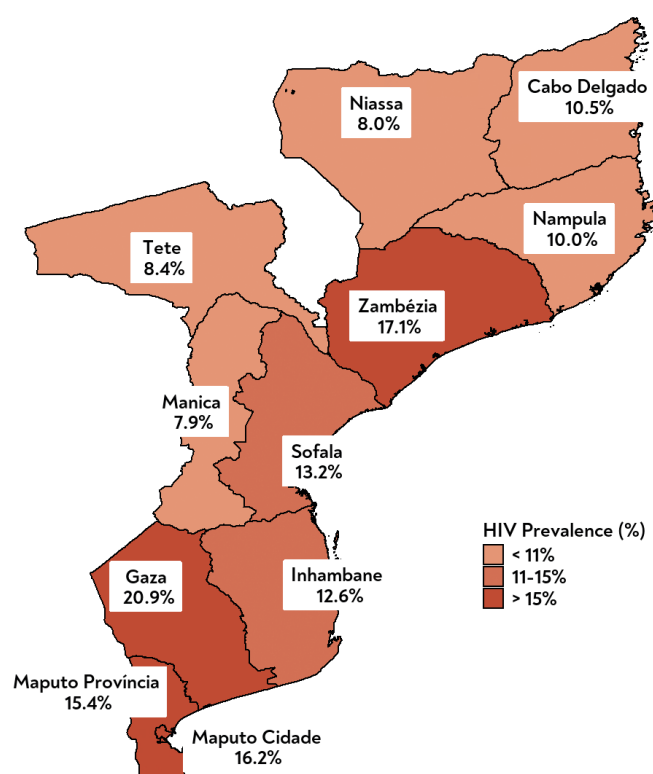 Cabo Delgado
10.5%
Niassa
8.0%
Nampula
10.0%
Tete
8.4%
Zambézia
17.1%
Manica
7.9%
Sofala
13.2%
HIV Prevalence (%)
< 11%
11-15%
> 15%
Gaza
20.9%
Inhambane
12.6%
Maputo Província
15.4%
Maputo Cidade
16.2%